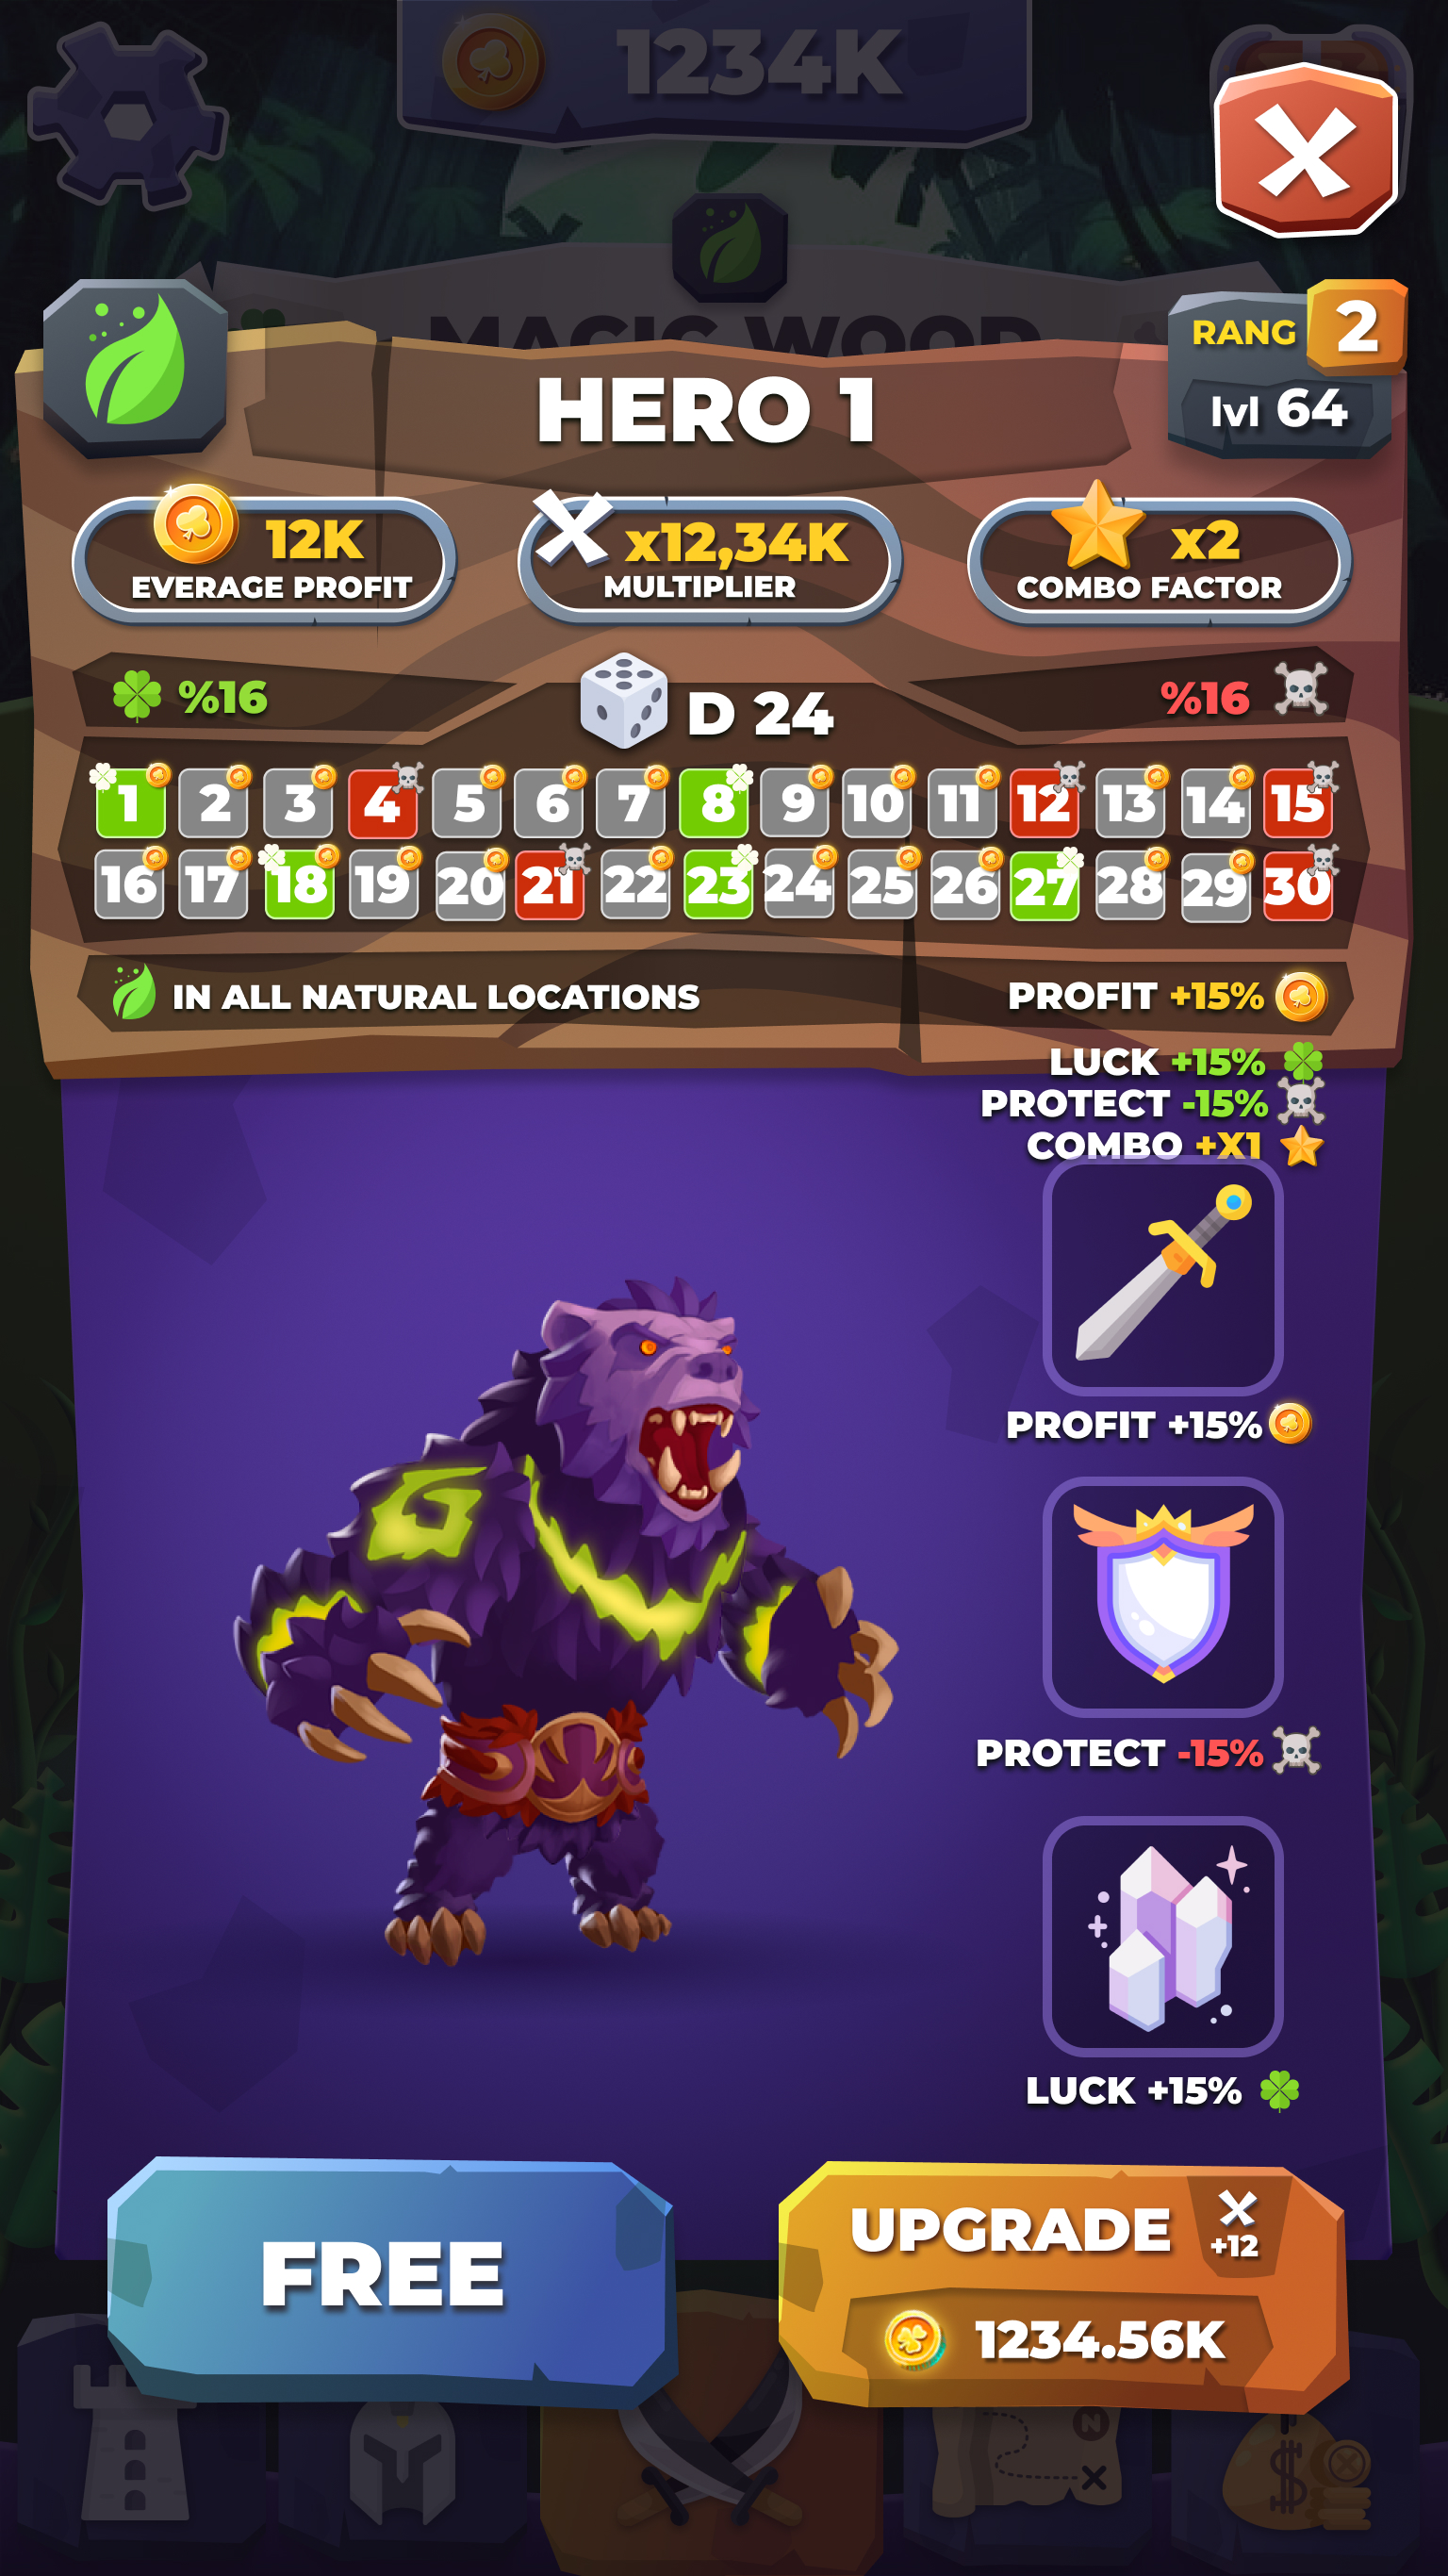 1234K
MAGIC WOOD
RANG 2
HERO 1
lvl 64
12K
x12,34K
x2
EVERAGE PROFIT
MULTIPLIER
COMBO FACTOR
%16
D 24
%16
1 2 3 4 5 6 7 8 9 10 11 12 13 14 15
16 17 18 19 20 21 22 23 24 25 26 27 28 29 30
IN ALL NATURAL LOCATIONS
PROFIT +15%
LUCK +15%
PROTECT -15%
COMBO +X1
PROFIT +15%
PROTECT -15%
LUCK +15%
FREE
UPGRADE
+12
1234.56K
N